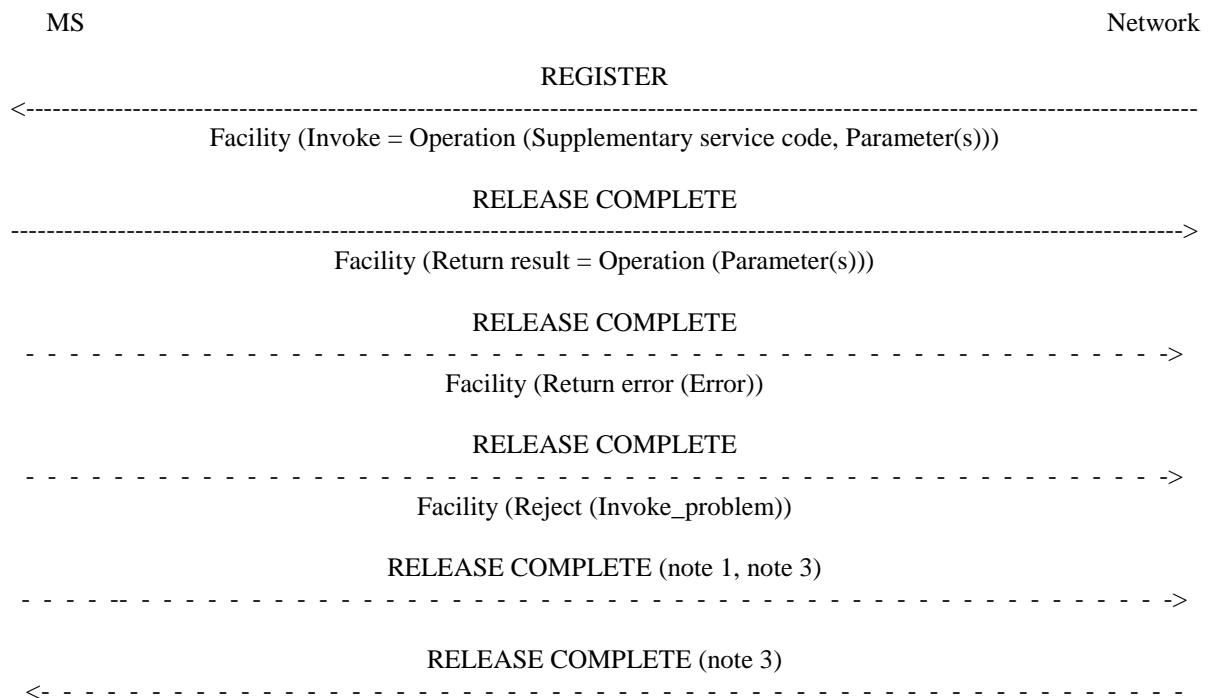 MS Network
REGISTER
<------------------------------------------------------------------------------------------------------------------------------------
Facility (Invoke = Operation (Supplementary service code, Parameter(s)))
RELEASE COMPLETE
------------------------------------------------------------------------------------------------------------------------------------>
Facility (Return result = Operation (Parameter(s)))
RELEASE COMPLETE
- - - - - - - - - - - - - - - - - - - - - - - - - - - - - - - - - - - - - - - - - - - - - - - - - - - - ->
Facility (Return error (Error))
RELEASE COMPLETE
- - - - - - - - - - - - - - - - - - - - - - - - - - - - - - - - - - - - - - - - - - - - - - - - - - - - ->
Facility (Reject (Invoke_problem))
RELEASE COMPLETE (note 1, note 3)
- - - - -- - - - - - - - - - - - - - - - - - - - - - - - - - - - - - - - - - - - - - - - - - - - - - - ->
RELEASE COMPLETE (note 3)
<- - - - - - - - - - - - - - - - - - - - - - - - - - - - - - - - - - - - - - - - - - - - - - - - - - - -